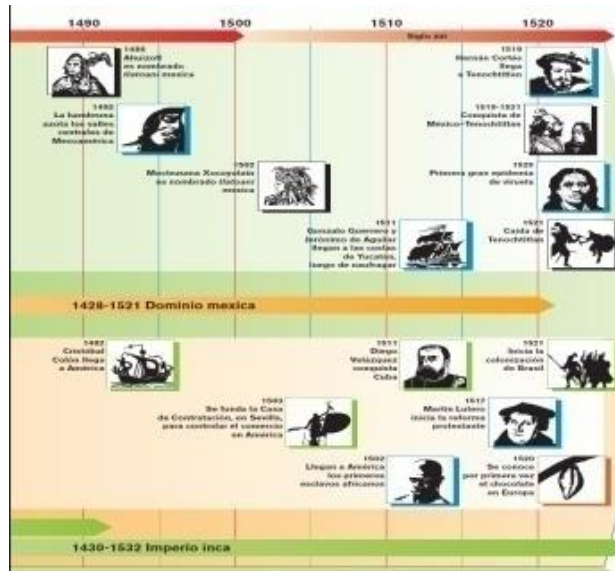 1490 1500 1510 1520
Siglo XVI
1486
Ahuízotl
es nombrado
tlatoani mexica
1492
La hambruna
azota los valles
centrales de
Mesoamérica
1502
Moctezuma Xocoyotzin
es nombrado tlatoani
mexica
1511
Gonzalo Guerrero y
Jerónimo de Aguilar
llegan a las costas
de Yucatán,
luego de naufragar
1519
Hernán Cortés
llega
a Tenochtitlan
1519-1521
Conquista de
México-Tenochtitlan
1520
Primera gran epidemia
de viruela
1521
Caída de
Tenochtitlan
1428-1521 Dominio mexica
1492
Cristóbal
Colón llega
a América
1503
Se funda la Casa
de Contratación, en Sevilla,
para controlar el comercio
en América
1502
Llegan a América
los primeros
esclavos africanos
1511
Diego
Velázquez
conquista
Cuba
1517
Martín Lutero
inicia la reforma
protestante
1521
Inicia la
colonización
de Brasil
1520
Se conoce
por primera vez
el chocolate
en Europa
1430-1532 Imperio inca